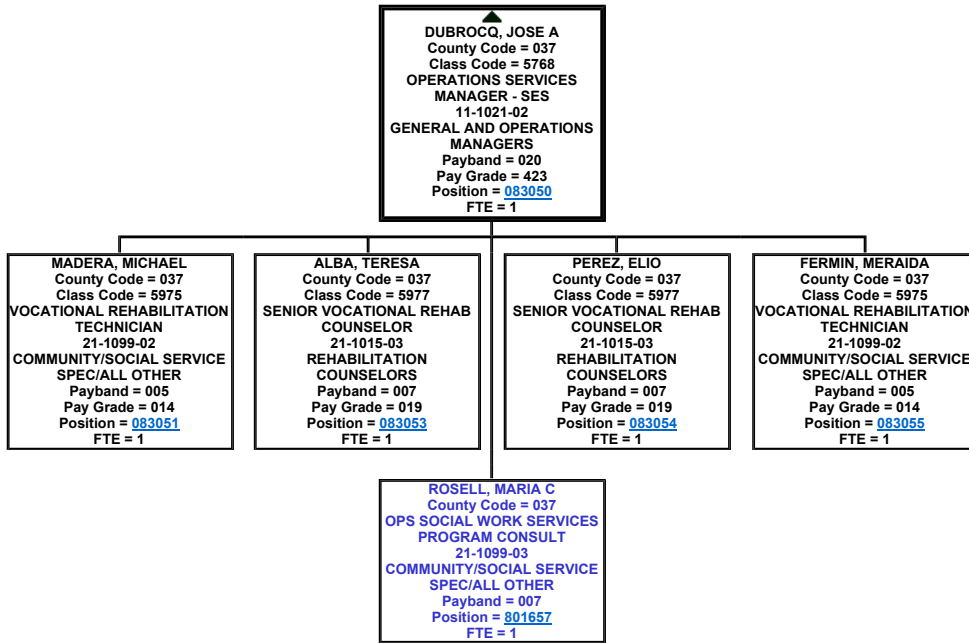 DUBROCQ, JOSE A
County Code = 037
Class Code = 5768
OPERATIONS SERVICES
MANAGER - SES
11-1021-02
GENERAL AND OPERATIONS
MANAGERS
Payband = 020
Pay Grade = 423
Position = 083050
FTE = 1
MADERA, MICHAEL
County Code = 037
Class Code = 5975
VOCATIONAL REHABILITATION
TECHNICIAN
21-1099-02
COMMUNITY/SOCIAL SERVICE
SPEC/ALL OTHER
Payband = 005
Pay Grade = 014
Position = 083051
FTE = 1
ALBA, TERESA
County Code = 037
Class Code = 5977
SENIOR VOCATIONAL REHAB
COUNSELOR
21-1015-03
REHABILITATION
COUNSELORS
Payband = 007
Pay Grade = 019
Position = 083053
FTE = 1
PEREZ, ELIO
County Code = 037
Class Code = 5977
SENIOR VOCATIONAL REHAB
COUNSELOR
21-1015-03
REHABILITATION
COUNSELORS
Payband = 007
Pay Grade = 019
Position = 083054
FTE = 1
FERMIN, MERAIDA
County Code = 037
Class Code = 5975
VOCATIONAL REHABILITATION
TECHNICIAN
21-1099-02
COMMUNITY/SOCIAL SERVICE
SPEC/ALL OTHER
Payband = 005
Pay Grade = 014
Position = 083055
FTE = 1
ROSELL, MARIA C
County Code = 037
OPS SOCIAL WORK SERVICES
PROGRAM CONSULT
21-1099-03
COMMUNITY/SOCIAL SERVICE
SPEC/ALL OTHER
Payband = 007
Position = 801657
FTE = 1